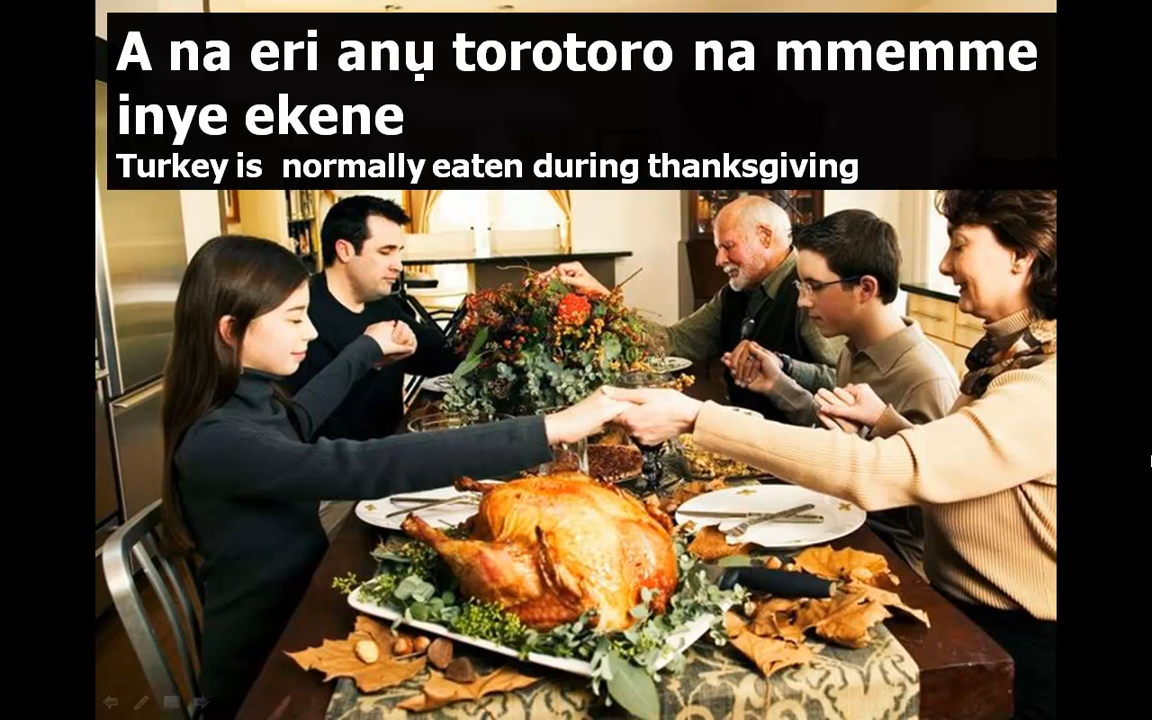 A na eri anụ torotoro na mmemme
inye ekene
Turkey is  normally eaten during thanksgiving